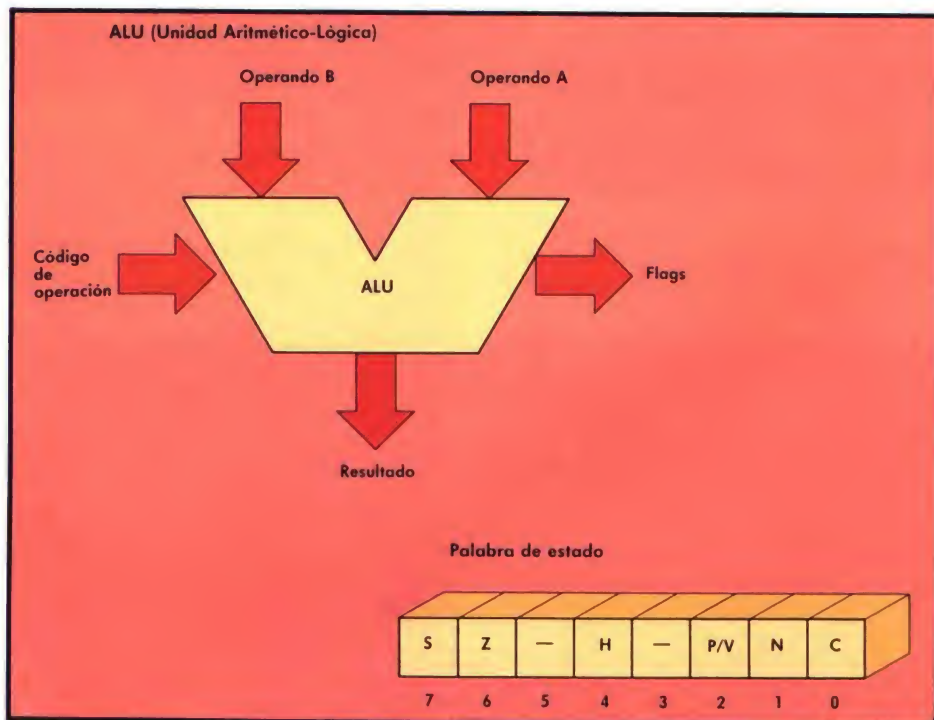 ALU (Unidad Aritmético-Lógica)
Operando B Operando A
Código
de
operación
ALU
Flags
Resultado
Palabra de estado
S Z — H — P/V N C
7 6 5 4 3 2 1 0